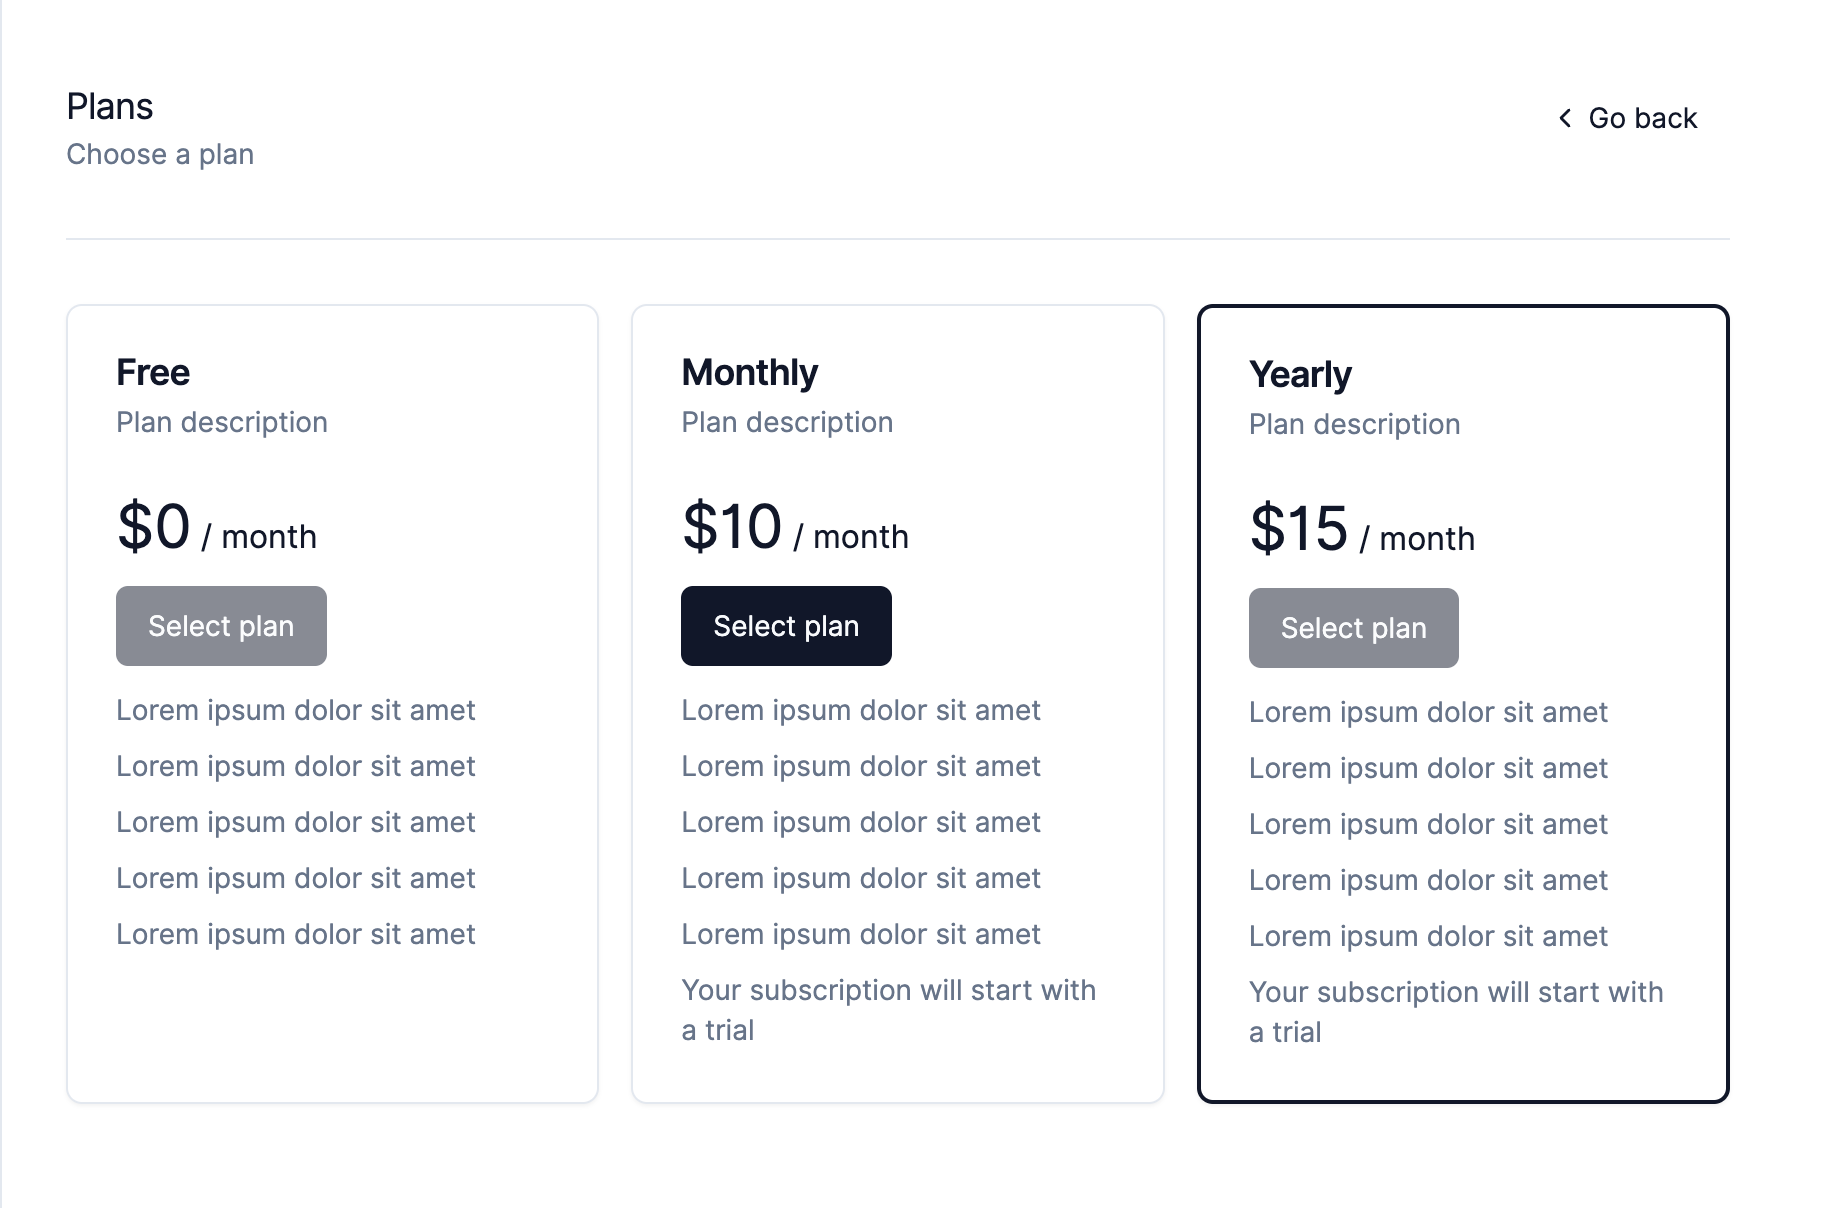 Plans
Choose a plan
Go back
Free
Plan description
$0 / month
Select plan
Lorem ipsum dolor sit amet
Lorem ipsum dolor sit amet
Lorem ipsum dolor sit amet
Lorem ipsum dolor sit amet
Lorem ipsum dolor sit amet
Monthly
Plan description
$10 / month
Select plan
Lorem ipsum dolor sit amet
Lorem ipsum dolor sit amet
Lorem ipsum dolor sit amet
Lorem ipsum dolor sit amet
Lorem ipsum dolor sit amet
Your subscription will start with
a trial
Yearly
Plan description
$15 / month
Select plan
Lorem ipsum dolor sit amet
Lorem ipsum dolor sit amet
Lorem ipsum dolor sit amet
Lorem ipsum dolor sit amet
Lorem ipsum dolor sit amet
Your subscription will start with
a trial